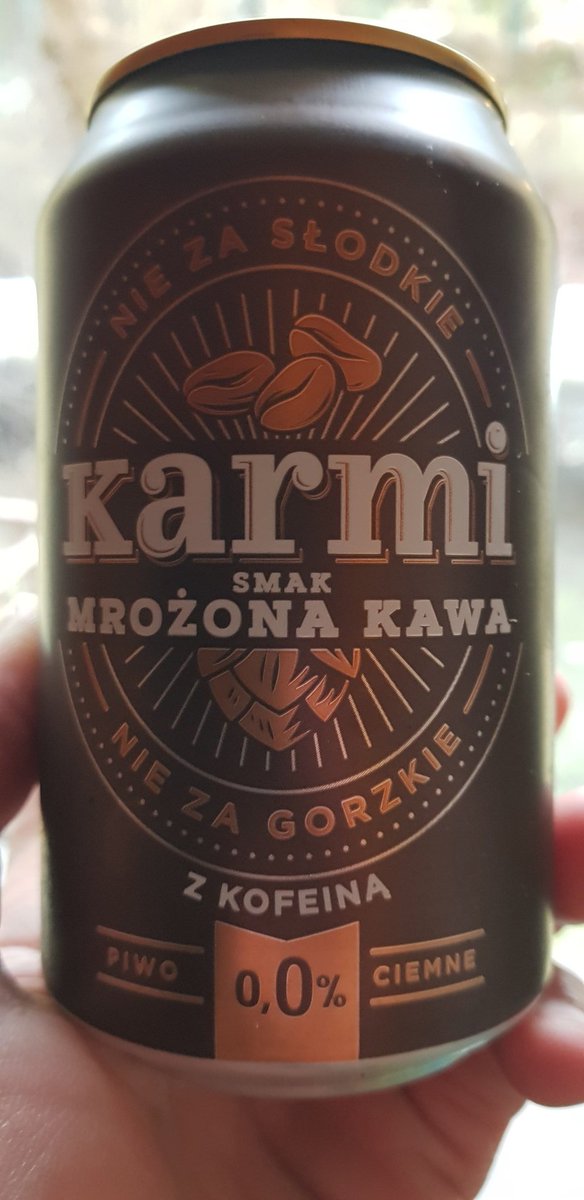 NIE ZA SŁODKIE
karmi
SMAK
MROŻONA KAWA
NIE ZA GORZKIE
Z KOFEINĄ
PIWO 0,0% CIEMNE